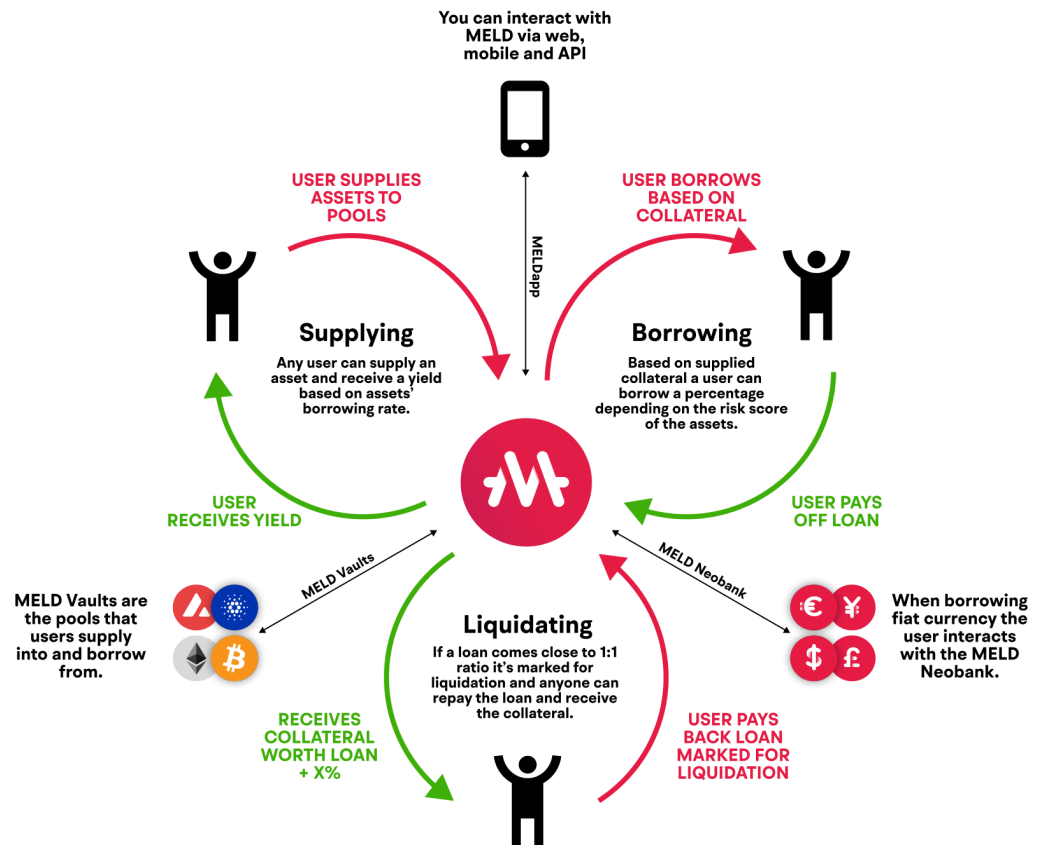 You can interact with
MELD via web,
mobile and API
USER SUPPLIES
ASSETS TO
POOLS
USER BORROWS
BASED ON
COLLATERAL
MELDapp
Supplying
Any user can supply an
asset and receive a yield
based on assets’
borrowing rate.
Borrowing
Based on supplied
collateral a user can
borrow a percentage
depending on the risk score
of the assets.
USER
RECEIVES YIELD
USER PAYS
OFF LOAN
MELD Vaults
MELD Neobank
MELD Vaults are
the pools that
users supply
into and borrow
from.
€
¥
$
£
When borrowing
fiat currency the
user interacts
with the MELD
Neobank.
Liquidating
If a loan comes close to 1:1
ratio it’s marked for
liquidation and anyone can
repay the loan and receive
the collateral.
RECEIVES
COLLATERAL
WORTH LOAN
+ X%
USER PAYS
BACK LOAN
MARKED FOR
LIQUIDATION